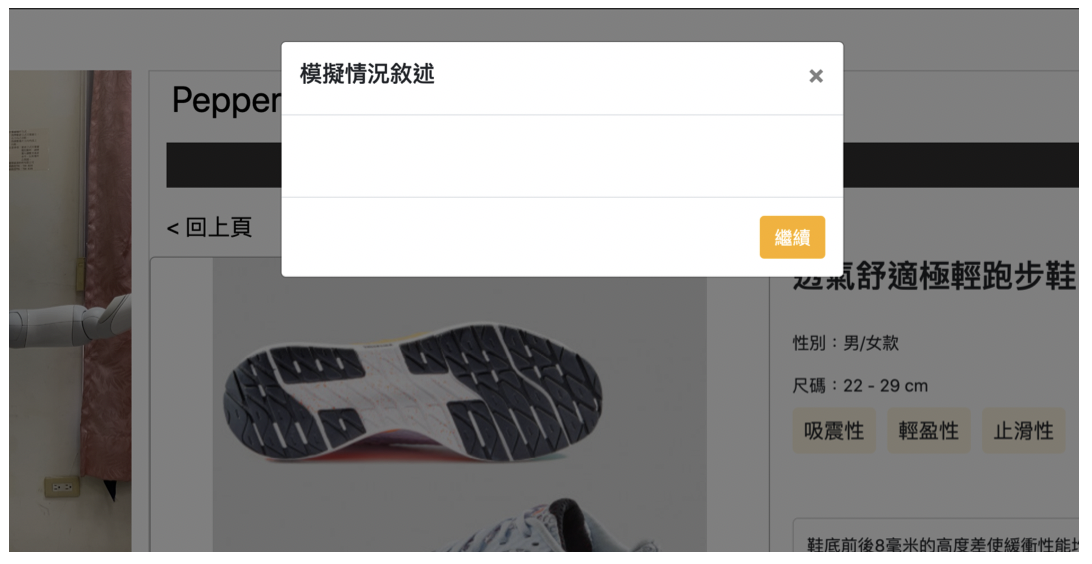 模擬情況敘述
×
Pepper
< 回上頁
繼續
透氣舒適極輕跑步鞋
性別：男/女款
尺碼：22 - 29 cm
吸震性 輕盈性 止滑性
鞋底前後8毫米的高度差使緩衝性能